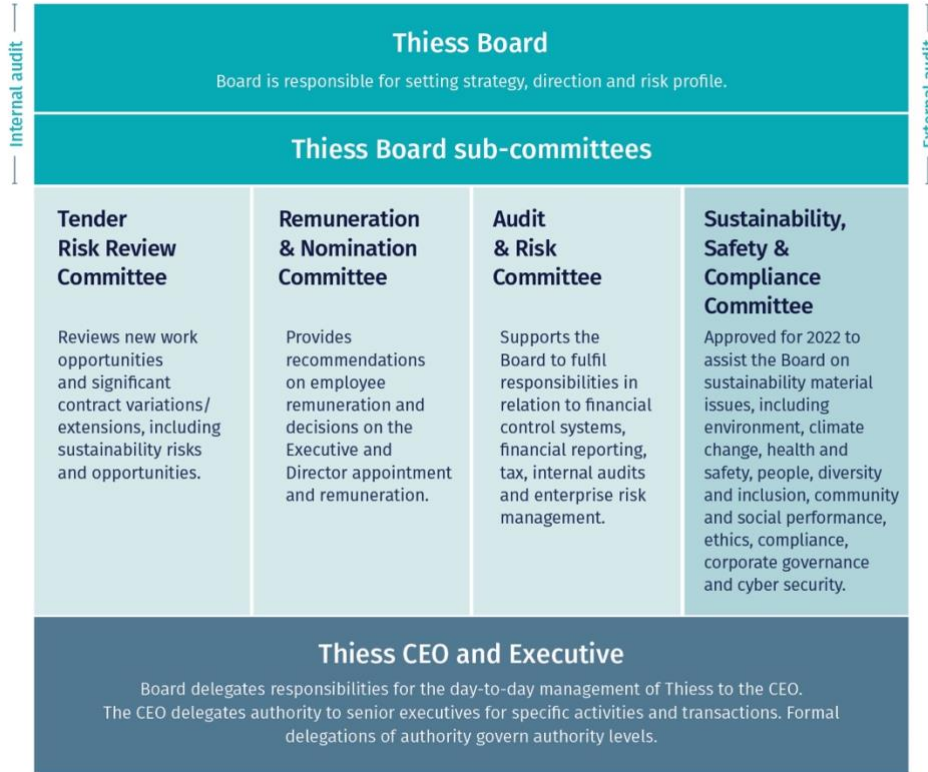 Internal audit
External audit
Thiess Board
Board is responsible for setting strategy, direction and risk profile.
Thiess Board sub-committees
Tender
Risk Review
Committee
Reviews new work
opportunities
and significant
contract variations/
extensions, including
sustainability risks
and opportunities.
Remuneration
& Nomination
Committee
Provides
recommendations
on employee
remuneration and
decisions on the
Executive and
Director appointment
and remuneration.
Audit
& Risk
Committee
Supports the
Board to fulfil
responsibilities in
relation to financial
control systems,
financial reporting,
tax, internal audits
and enterprise risk
management.
Sustainability,
Safety &
Compliance
Committee
Approved for 2022 to
assist the Board on
sustainability material
issues, including
environment, climate
change, health and
safety, people, diversity
and inclusion, community
and social performance,
ethics, compliance,
corporate governance
and cyber security.
Thiess CEO and Executive
Board delegates responsibilities for the day-to-day management of Thiess to the CEO.
The CEO delegates authority to senior executives for specific activities and transactions. Formal
delegations of authority govern authority levels.